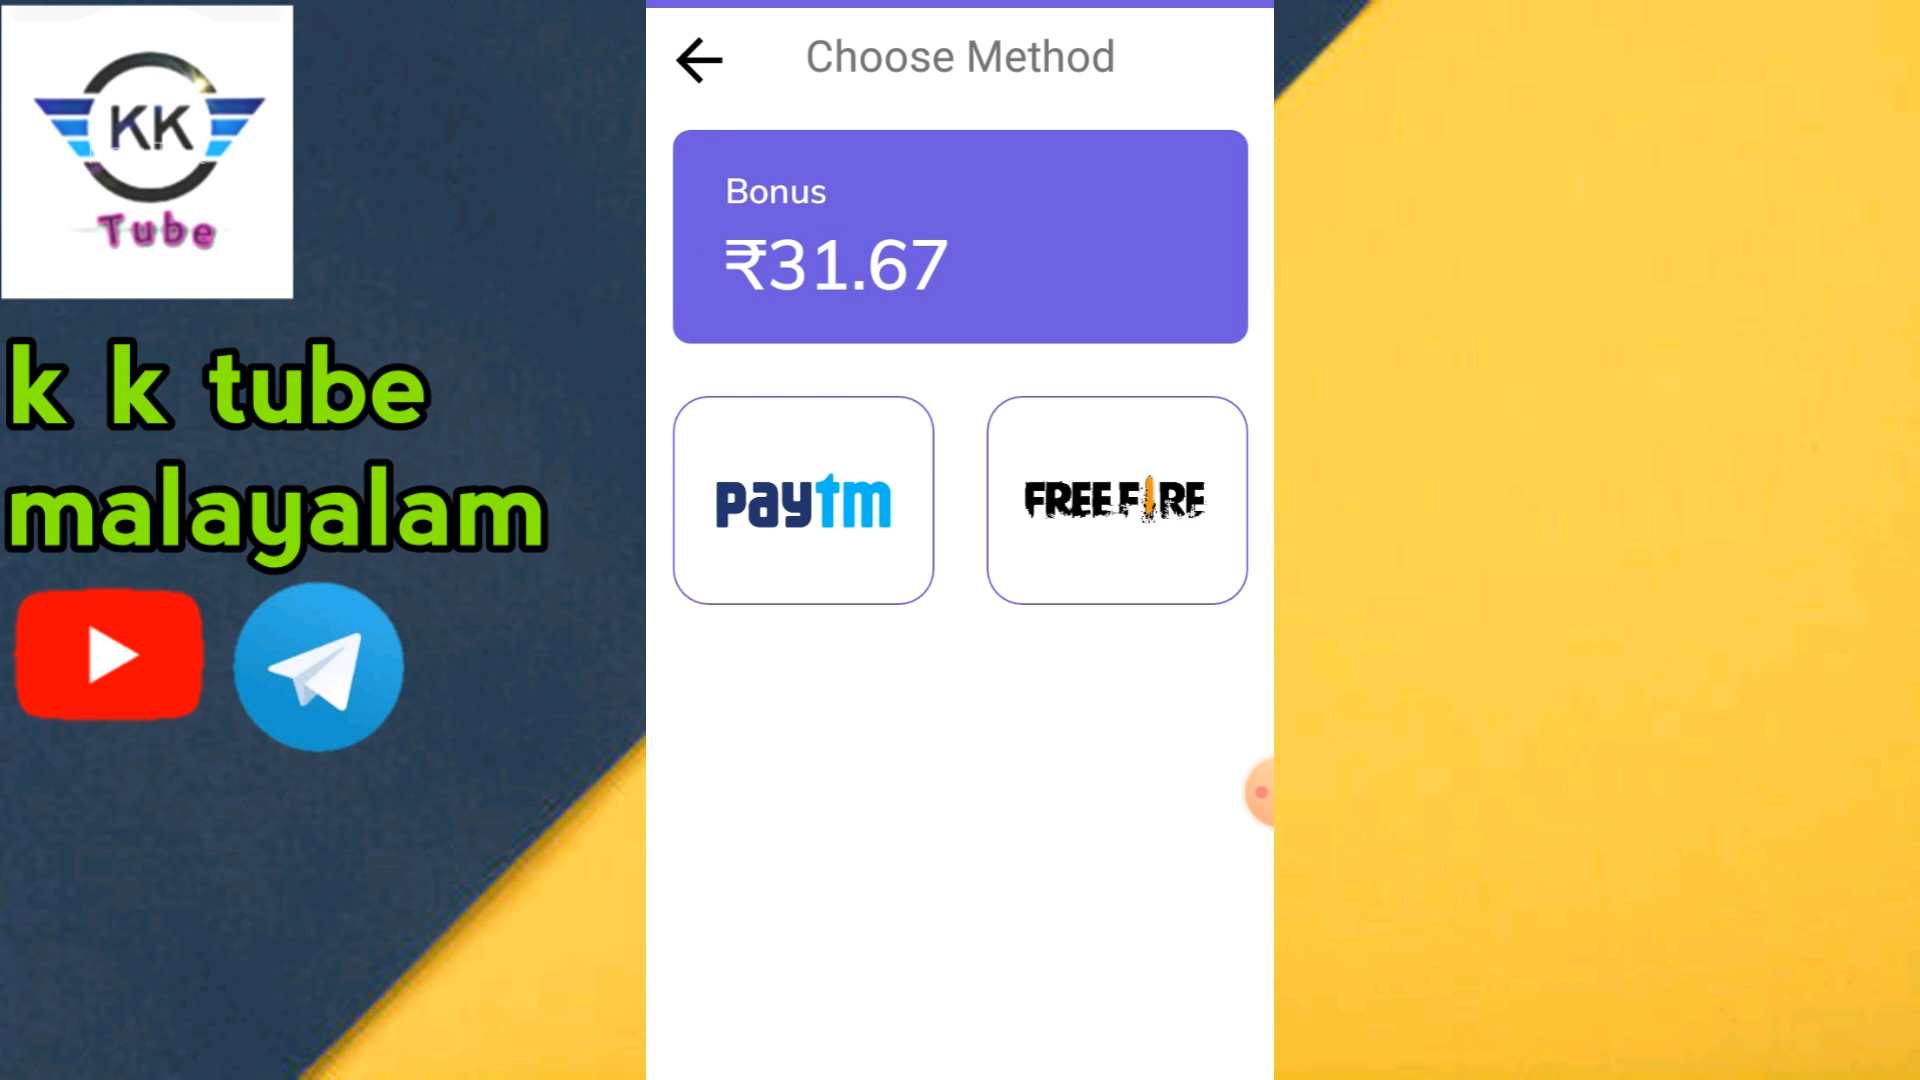 KK
Tube
k k tube
malayalam
Choose Method
Bonus
₹31.67
paytm
FREE FIRE